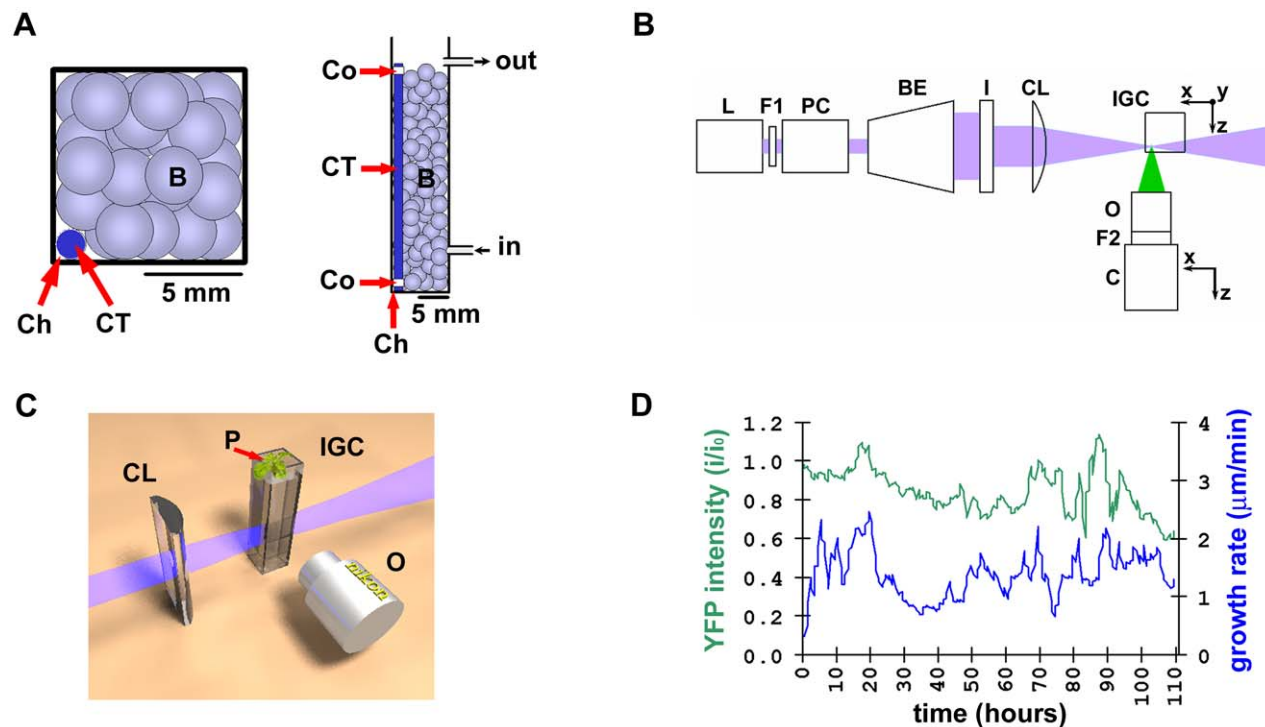 A
B
5 mm
Ch
CT
Co
CT
Co
B
out
in
5 mm
Ch
B
L
F1
PC
BE
I
CL
IGC
x
y
z
O
F2
C
x
z
C
P
IGC
CL
O
nikon
D
YFP intensity (i/i₀)
1.2
1.0
0.8
0.6
0.4
0.2
0.0
4
3
2
1
0
growth rate (µm/min)
0 10 20 30 40 50 60 70 80 90 100 110
time (hours)